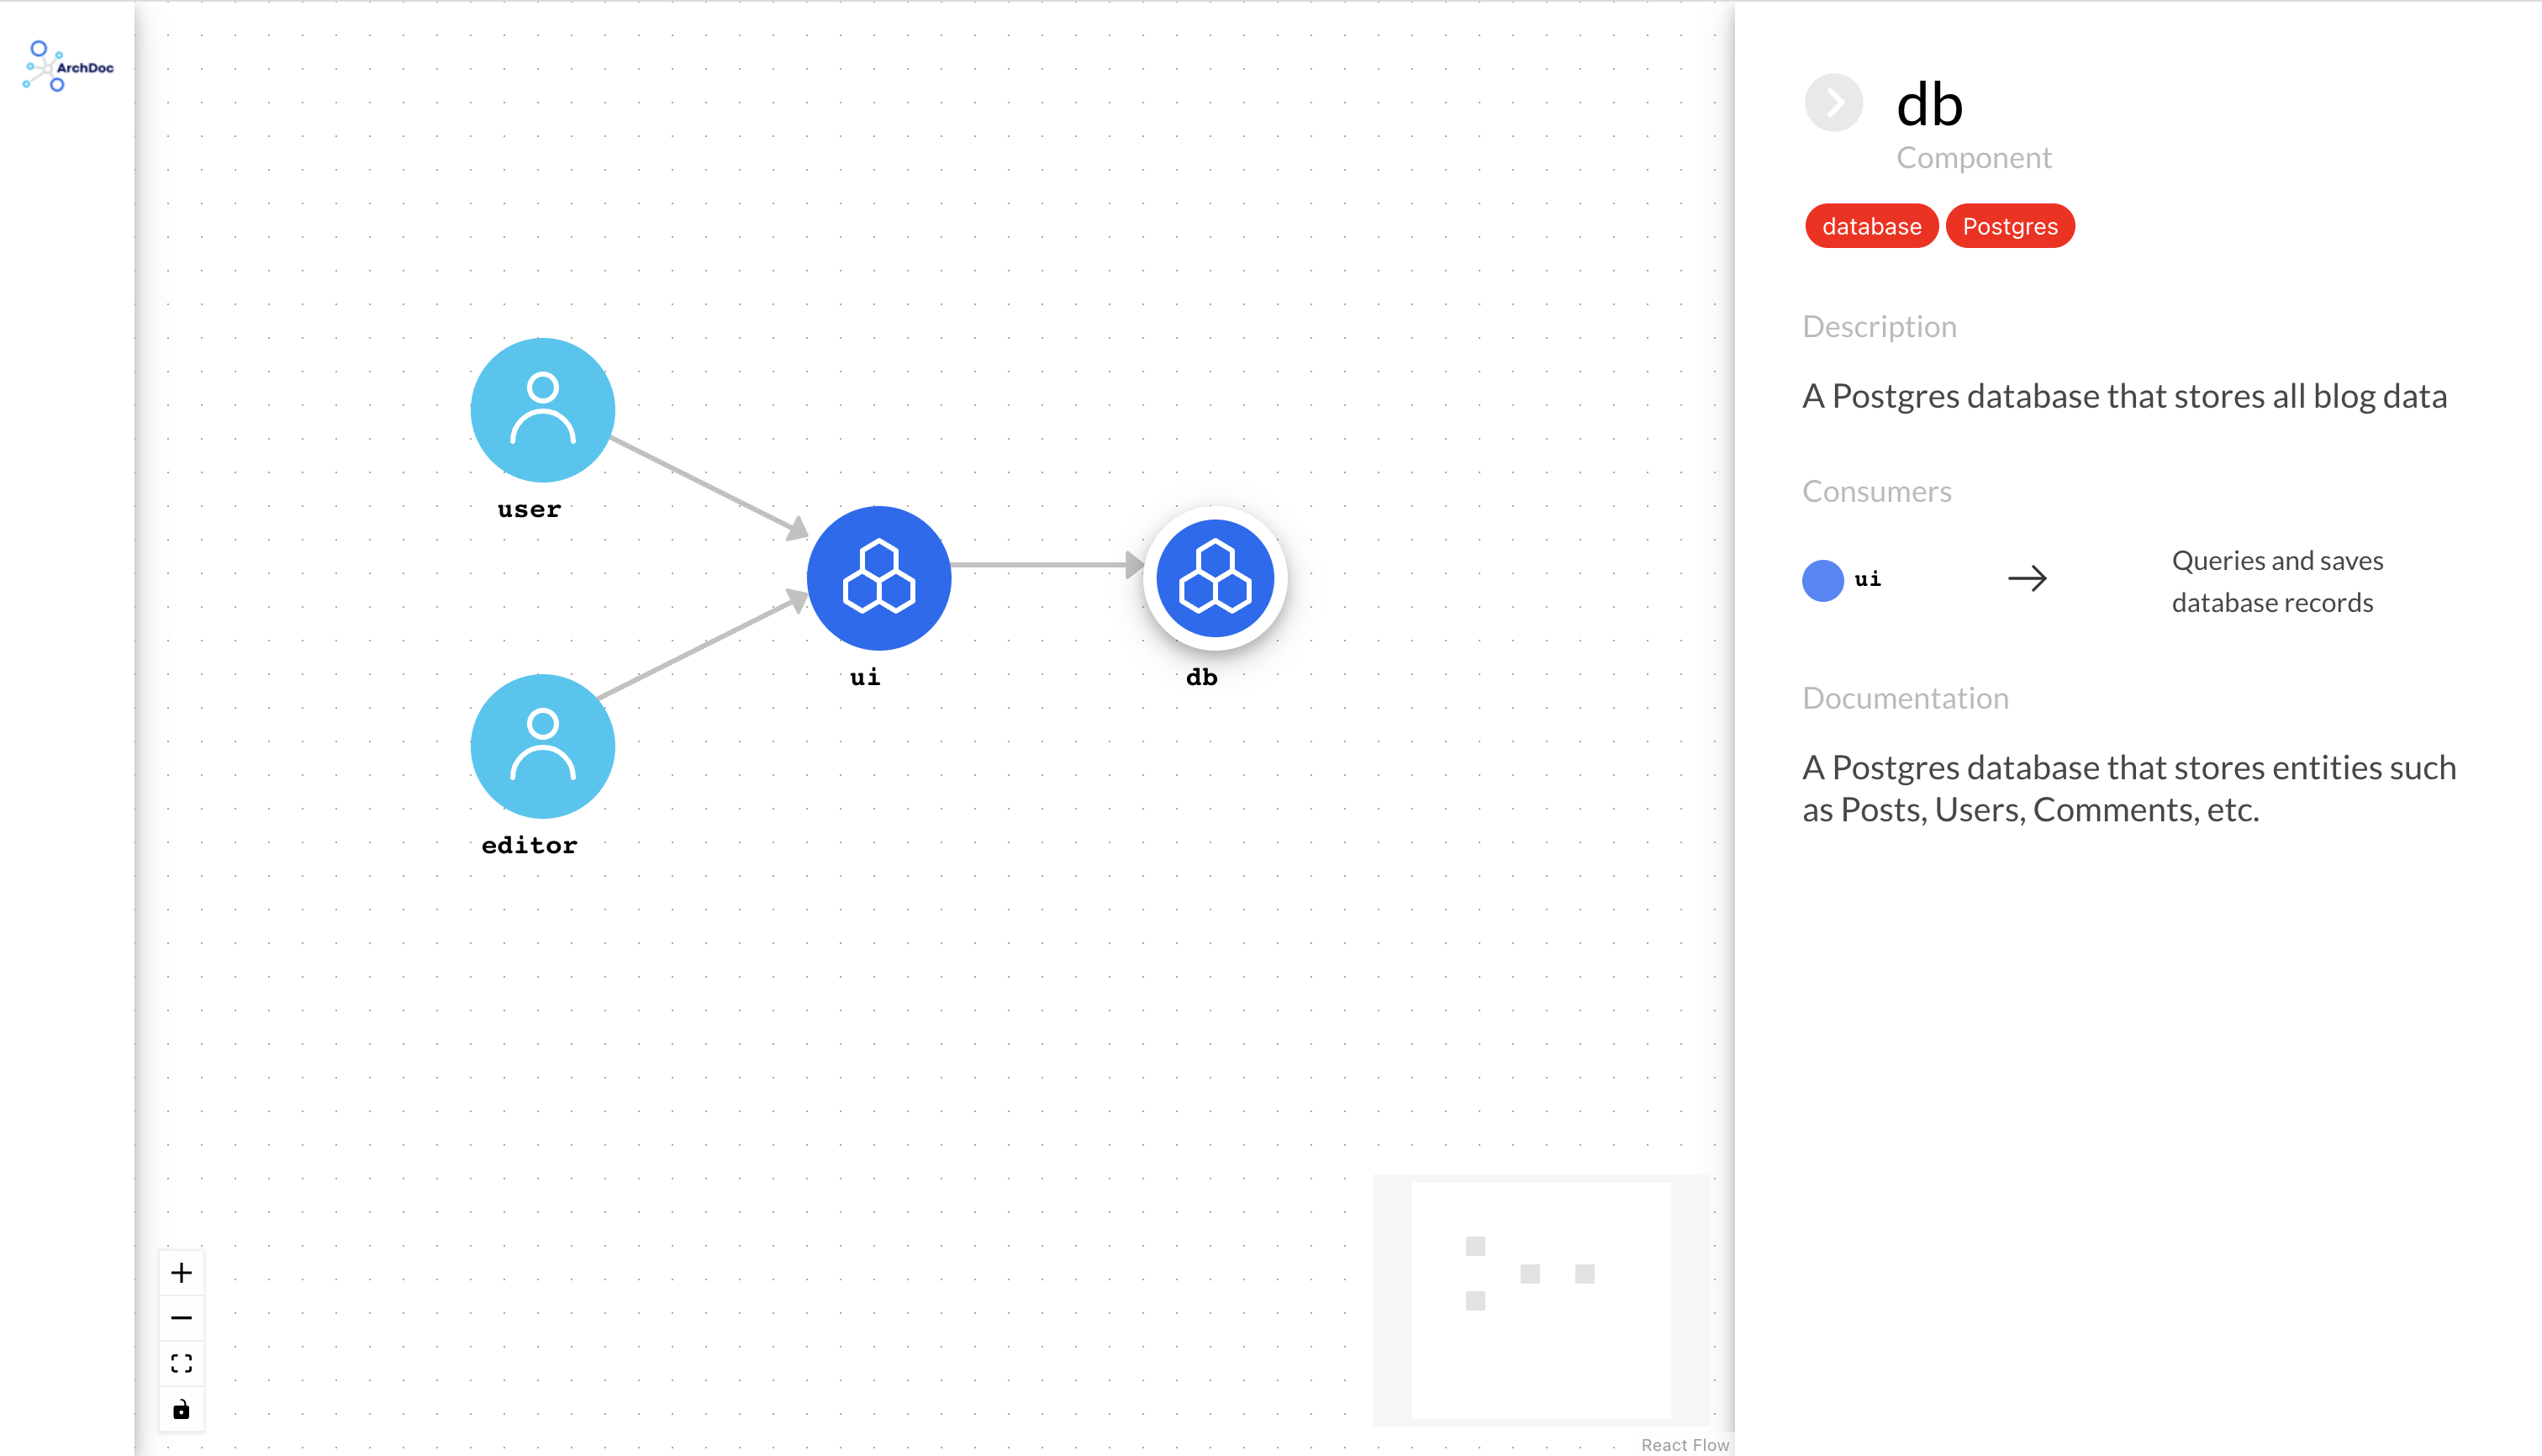 ArchDoc
user
editor
ui
db
React Flow
db
Component
database Postgres
Description
A Postgres database that stores all blog data
Consumers
ui
Queries and saves
database records
Documentation
A Postgres database that stores entities such
as Posts, Users, Comments, etc.